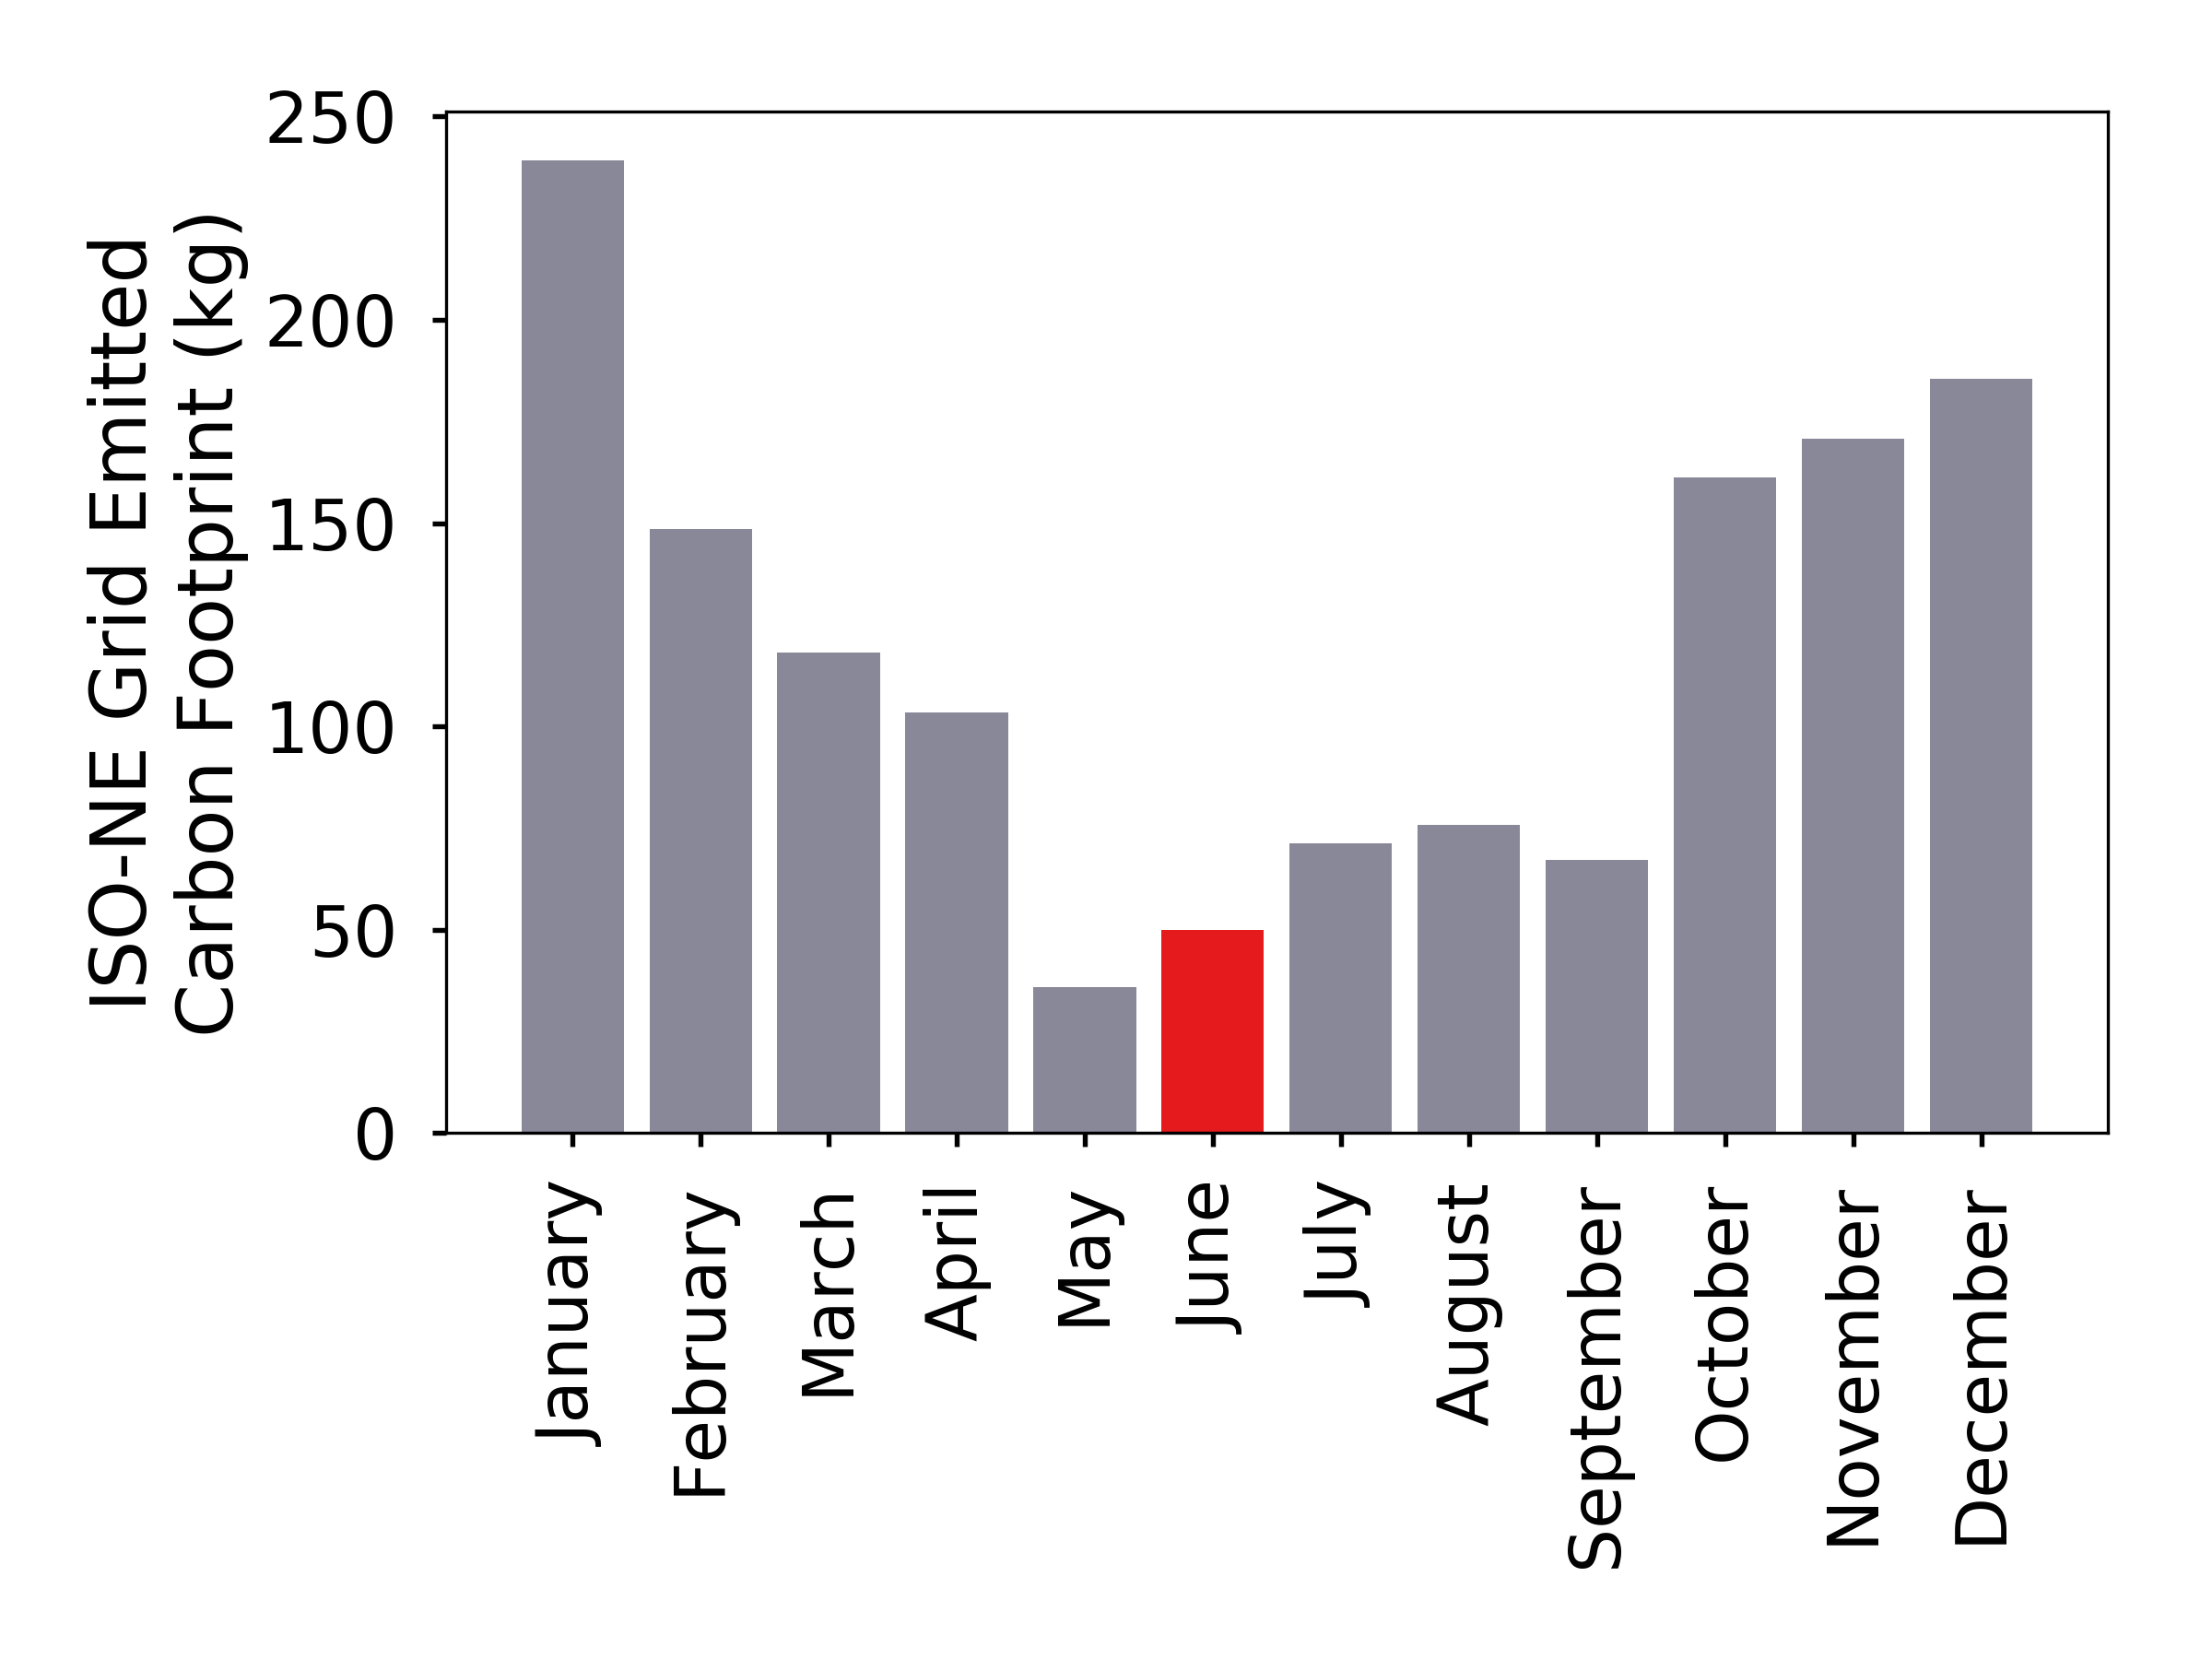 ISO-NE Grid Emitted
Carbon Footprint (kg)
250
200
150
100
50
0
January
February
March
April
May
June
July
August
September
October
November
December